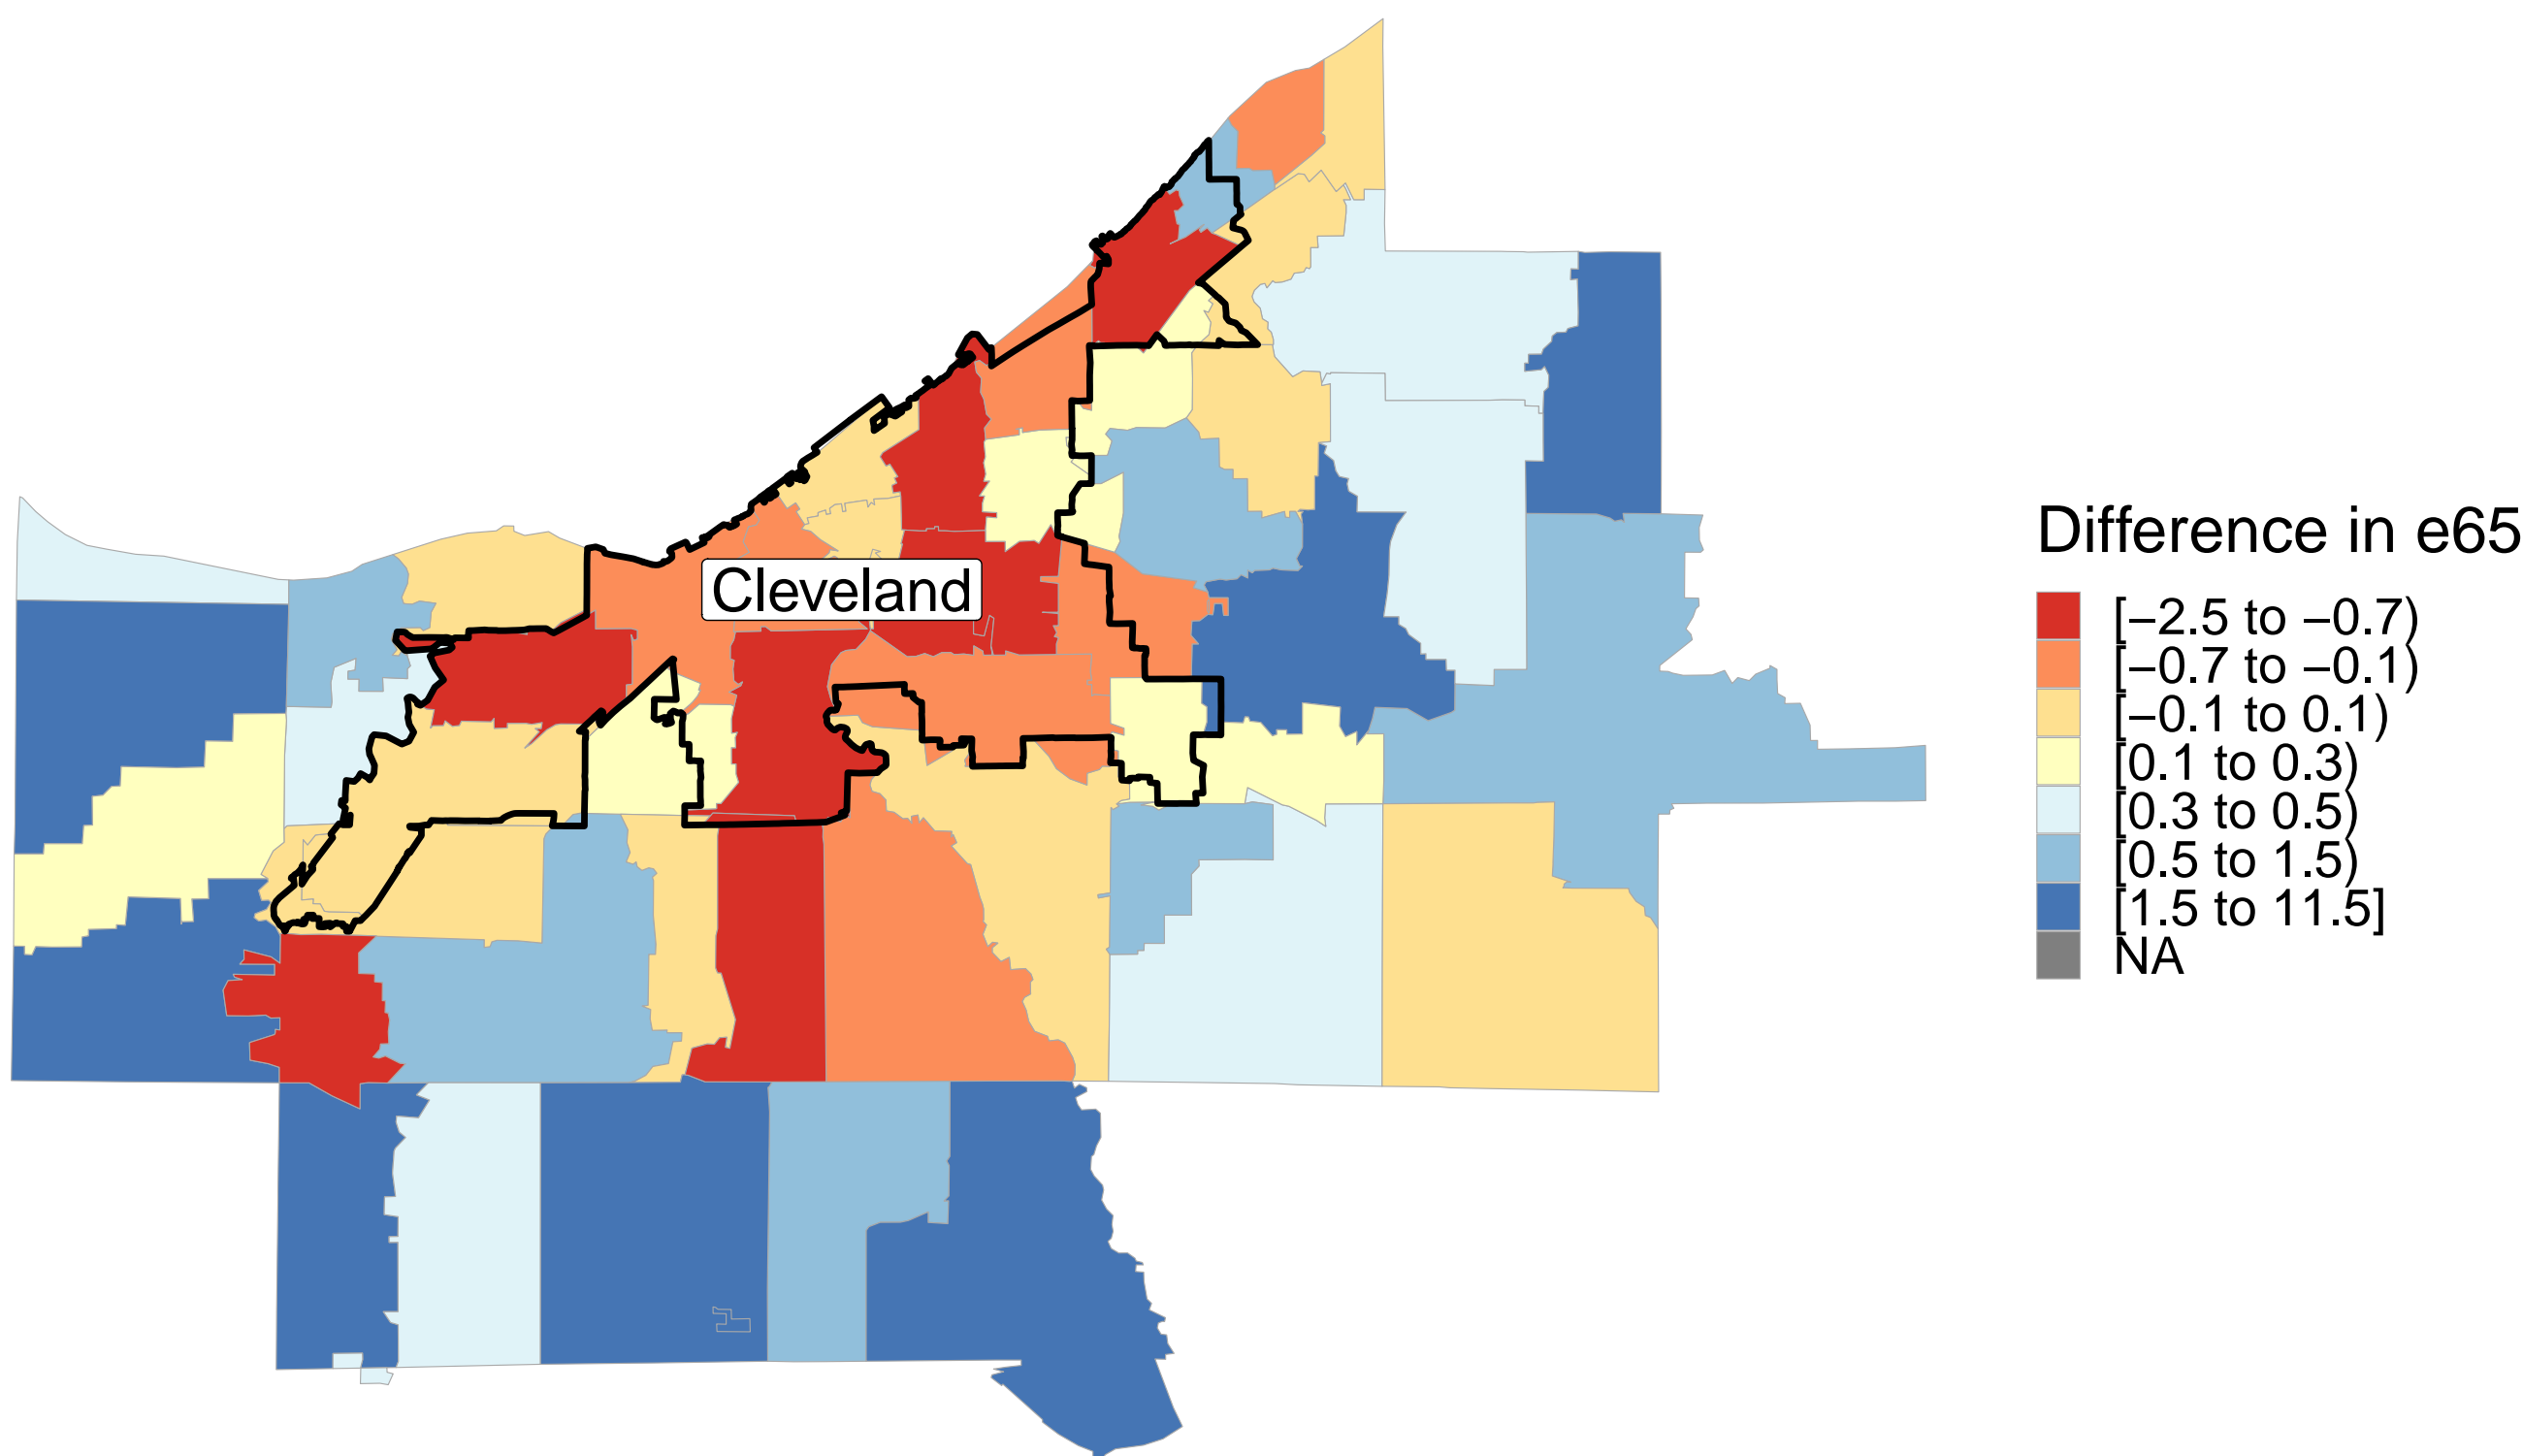 Cleveland
Difference in e65
[−2.5 to −0.7)
[−0.7 to −0.1)
[−0.1 to 0.1)
[0.1 to 0.3)
[0.3 to 0.5)
[0.5 to 1.5)
[1.5 to 11.5]
NA